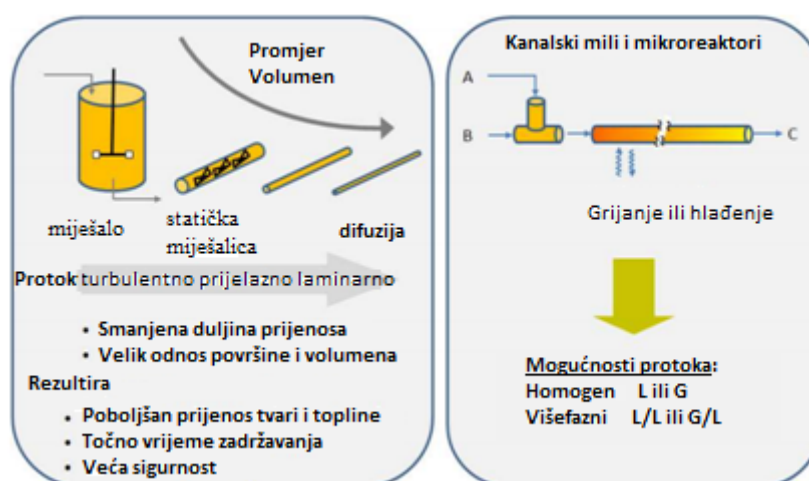 Promjer
Volumen
miješalo
statička
miješalica
difuzija
Protok turbulentno prijelazno laminarno
• Smanjena duljina prijenosa
• Velik odnos površine i volumena
Rezultira
• Poboljšan prijenos tvari i topline
• Točno vrijeme zadržavanja
• Veća sigurnost
Kanalski mili i mikroreaktori
A
B
C
Grijanje ili hlađenje
Mogućnosti protoka:
Homogen L ili G
Višefazni L/L ili G/L